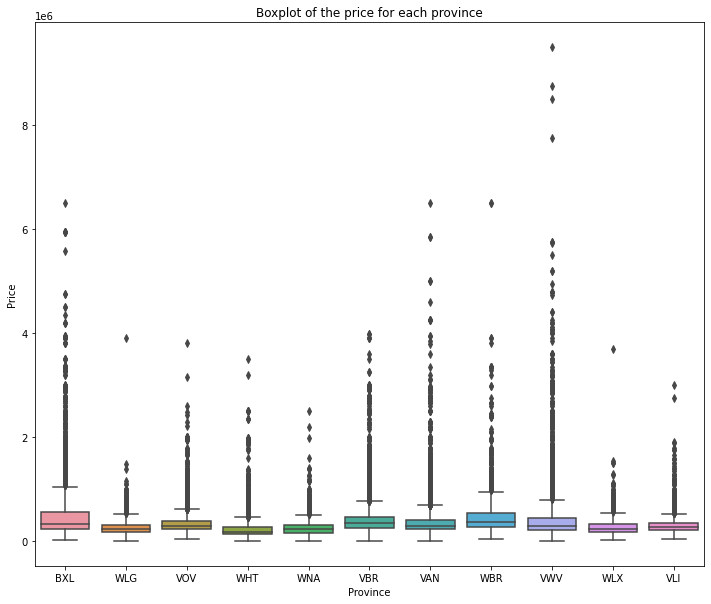 Boxplot of the price for each province
1e6
8
6
4
2
0
Price
BXL WLG VOV WHT WNA VBR VAN WBR VWV WLX VLI
Province